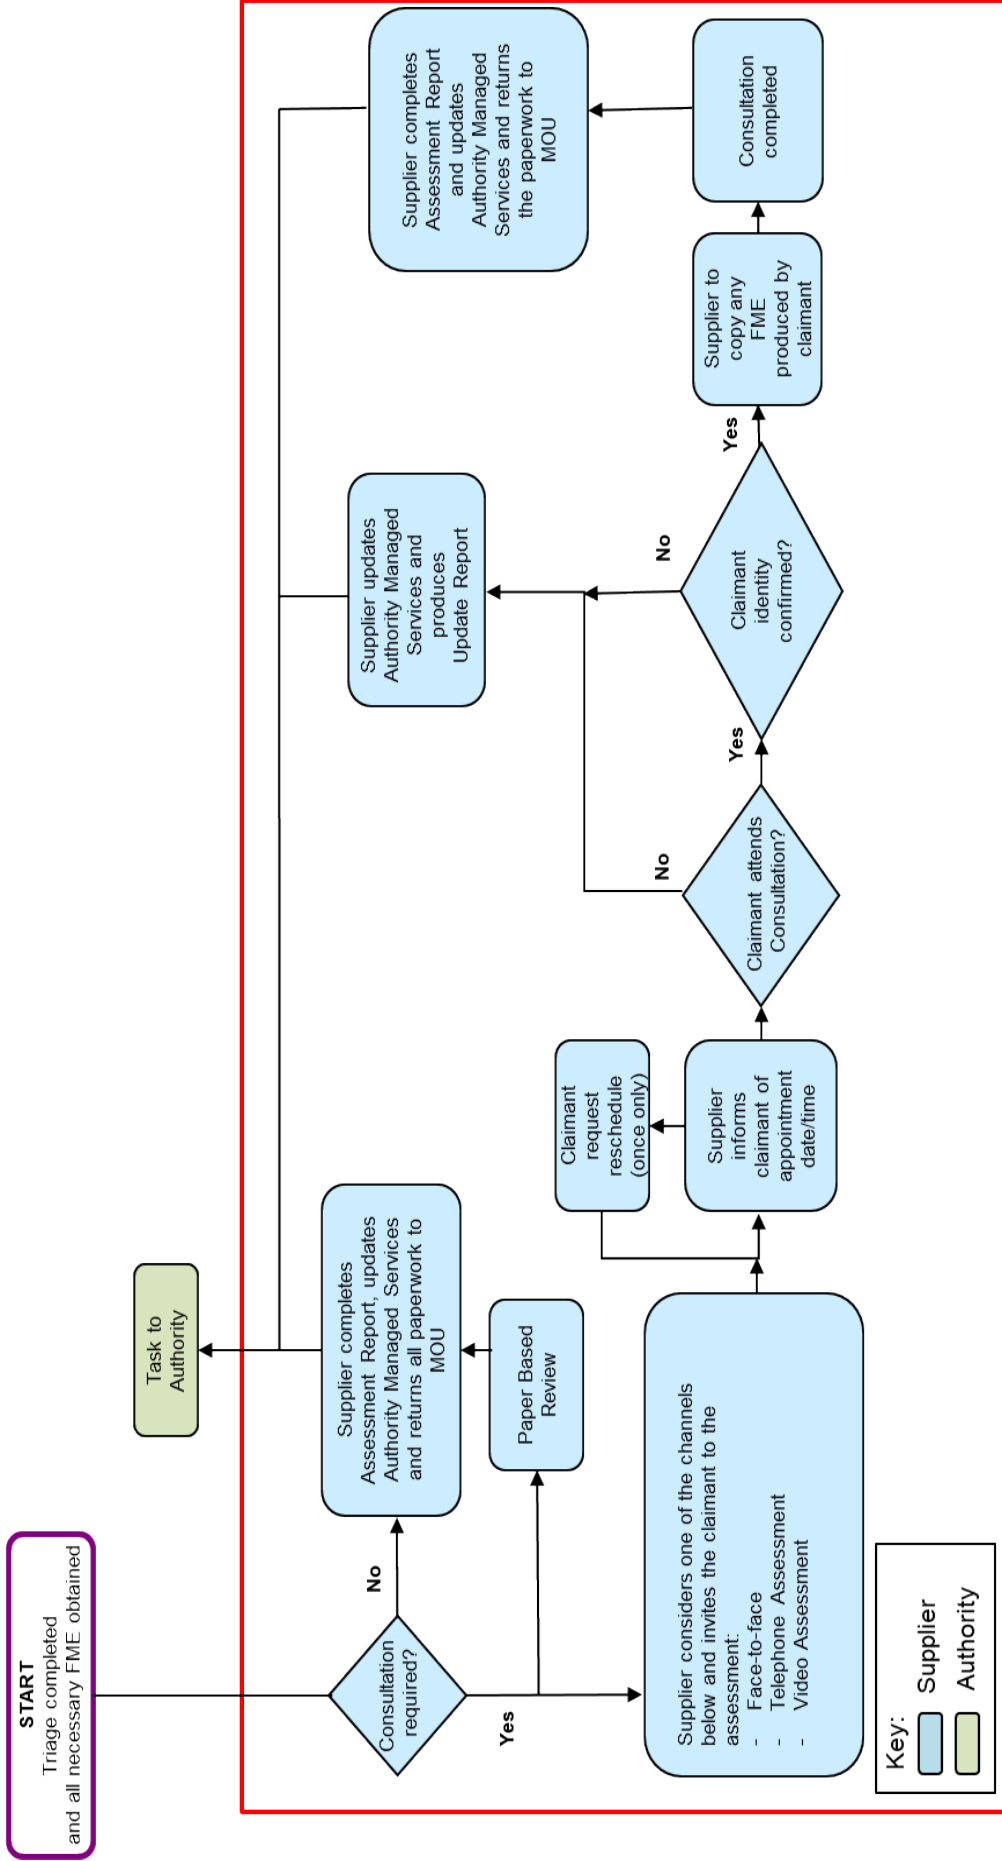 START
Triage completed
and all necessary FME obtained
Consultation
required?
No
Yes
Supplier completes
Assessment Report, updates
Authority Managed Services
and returns all paperwork to
MOU
Task to
Authority
Paper Based
Review
Supplier considers one of the channels
below and invites the claimant to the
assessment:
- Face-to-face
- Telephone Assessment
- Video Assessment
Claimant
request
reschedule
(once only)
Supplier
informs
claimant of
appointment
date/time
Claimant attends
Consultation?
No
Yes
Supplier updates
Authority Managed
Services and
produces
Update Report
Claimant
identity
confirmed?
No
Yes
Supplier to
copy any
FME
produced by
claimant
Consultation
completed
Supplier completes
Assessment Report
and updates
Authority Managed
Services and returns
the paperwork to
MOU
Key:
Supplier
Authority